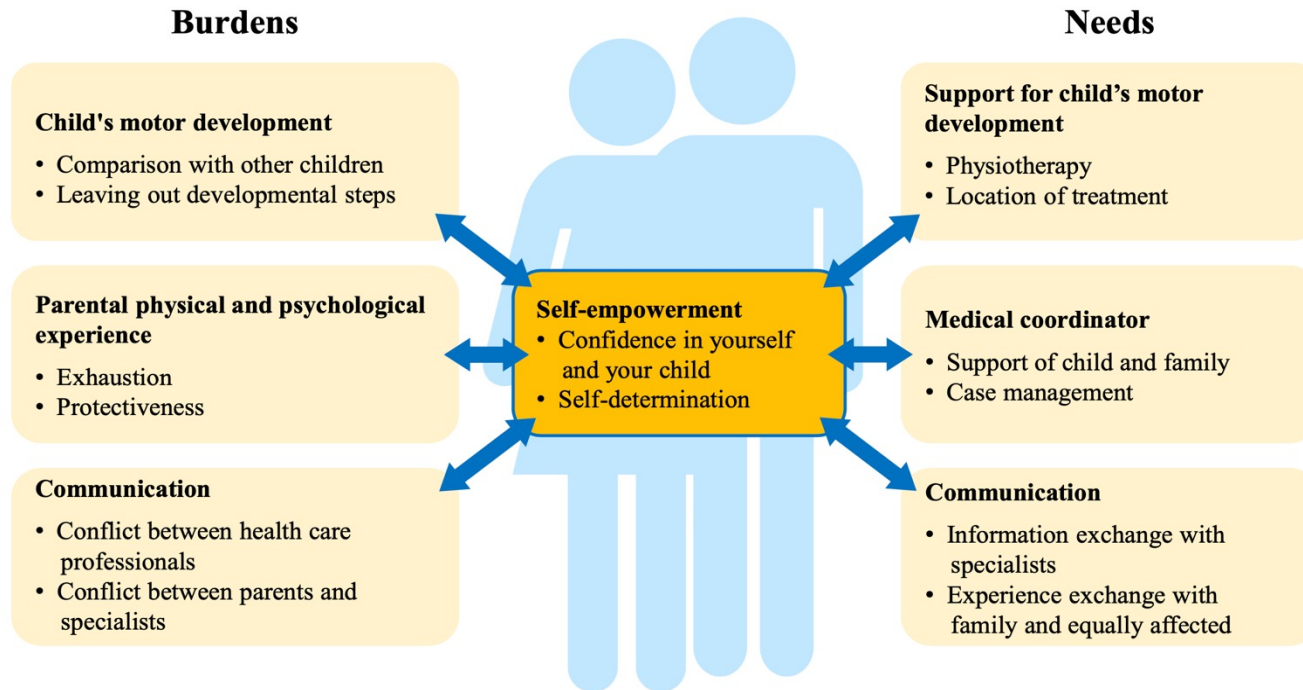 Burdens
Child's motor development
• Comparison with other children
• Leaving out developmental steps
Parental physical and psychological
experience
• Exhaustion
• Protectiveness
Communication
• Conflict between health care
professionals
• Conflict between parents and
specialists
Self-empowerment
• Confidence in yourself
and your child
• Self-determination
Needs
Support for child’s motor
development
• Physiotherapy
• Location of treatment
Medical coordinator
• Support of child and family
• Case management
Communication
• Information exchange with
specialists
• Experience exchange with
family and equally affected